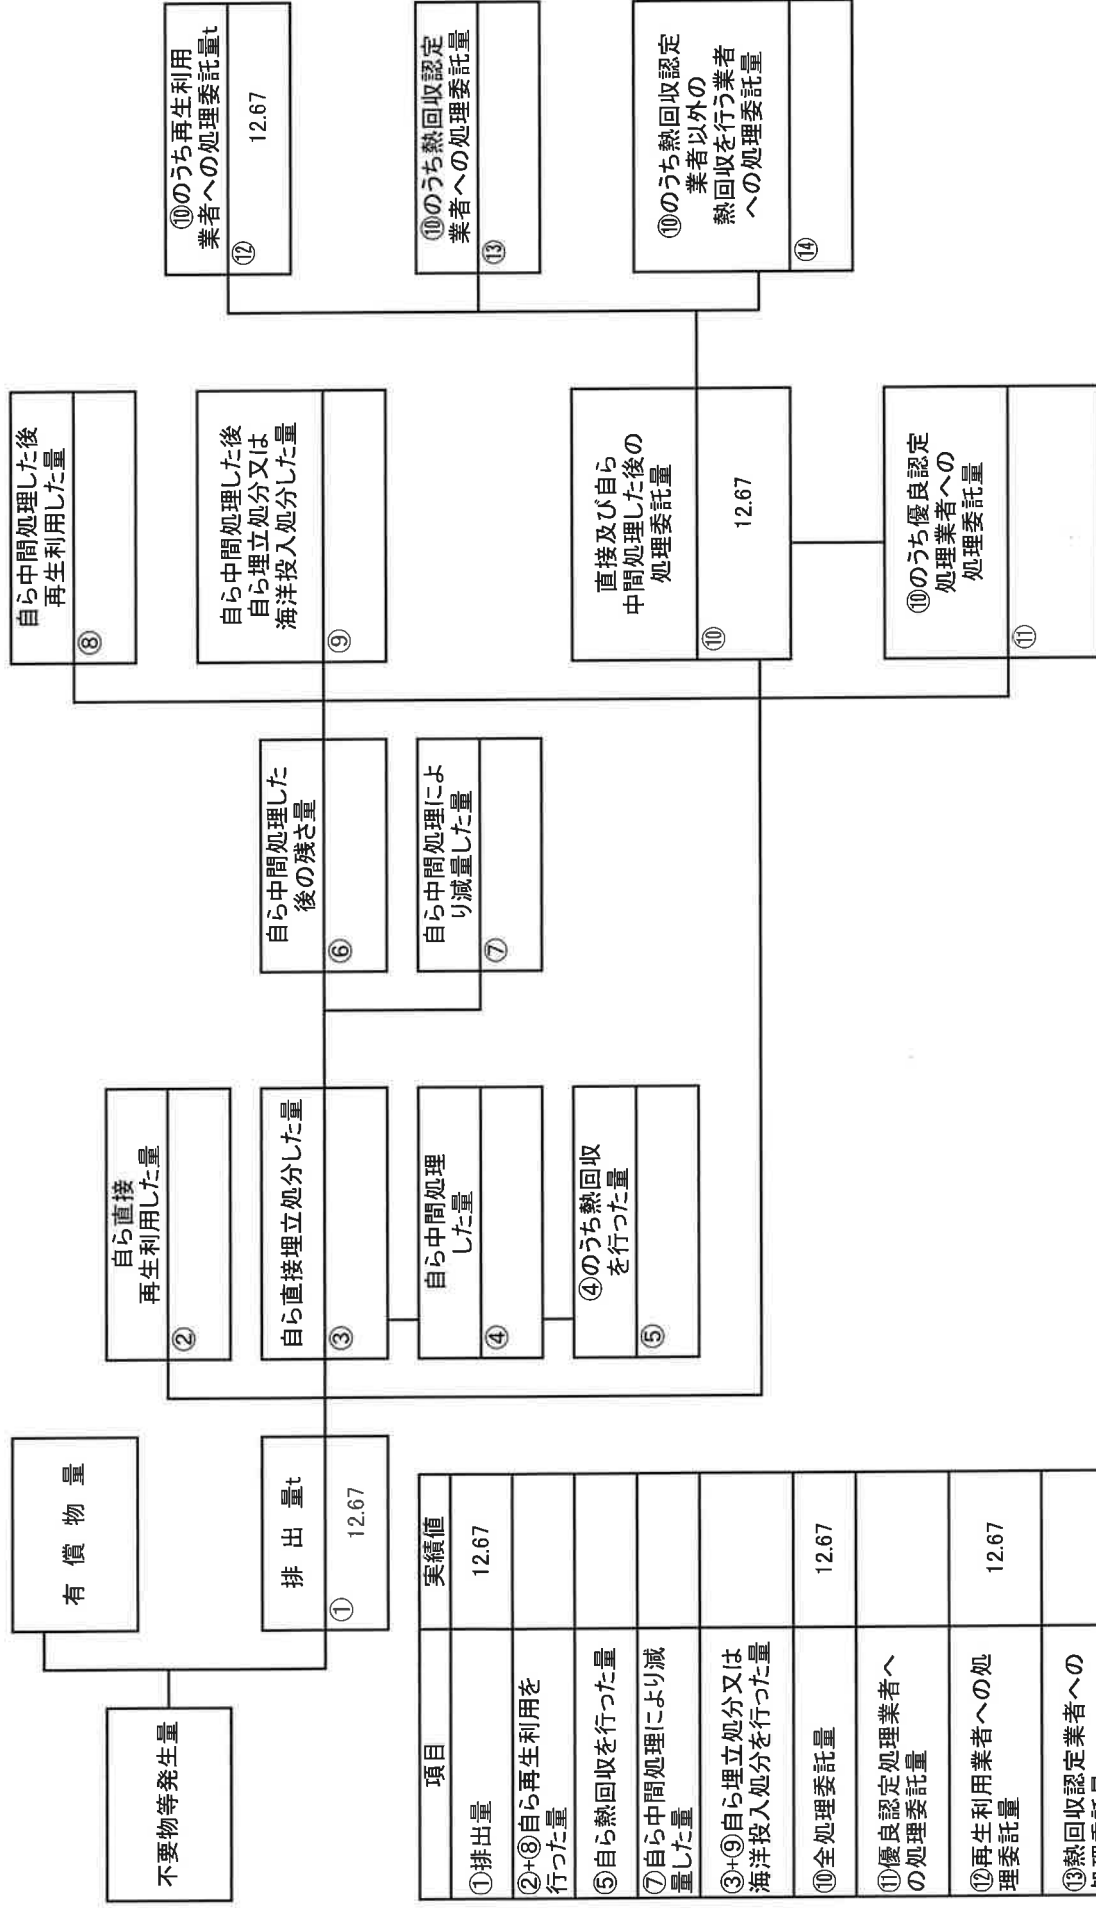 不要物等発生量
有 償 物 量
排 出 量t
①
12.67
自ら直接
再生利用した量
②
自ら直接埋立処分した量
③
自ら中間処理
した量
④
④のうち熱回収
を行った量
⑤
自ら中間処理した
後の残さ量
⑥
自ら中間処理によ
り減量した量
⑦
自ら中間処理した後
再生利用した量
⑧
自ら中間処理した後
自ら埋立処分又は
海洋投入処分した量
⑨
直接及び自ら
中間処理した後の
処理委託量
⑩
12.67
⑩のうち優良認定
処理業者への
処理委託量
⑪
⑩のうち再生利用
業者への処理委託量t
⑫
12.67
⑩のうち熱回収認定
業者への処理委託量
⑬
⑩のうち熱回収認定
業者以外の
熱回収を行う業者
への処理委託量
⑭
項目 実績値
①排出量 12.67
②+⑧自ら再生利用を
行った量
⑤自ら熱回収を行った量
⑦自ら中間処理により減
量した量
③+⑨自ら埋立処分又は
海洋投入処分を行った量
⑩全処理委託量 12.67
⑪優良認定処理業者へ
の処理委託量
⑫再生利用業者への処
理委託量 12.67
⑬熱回収認定業者への